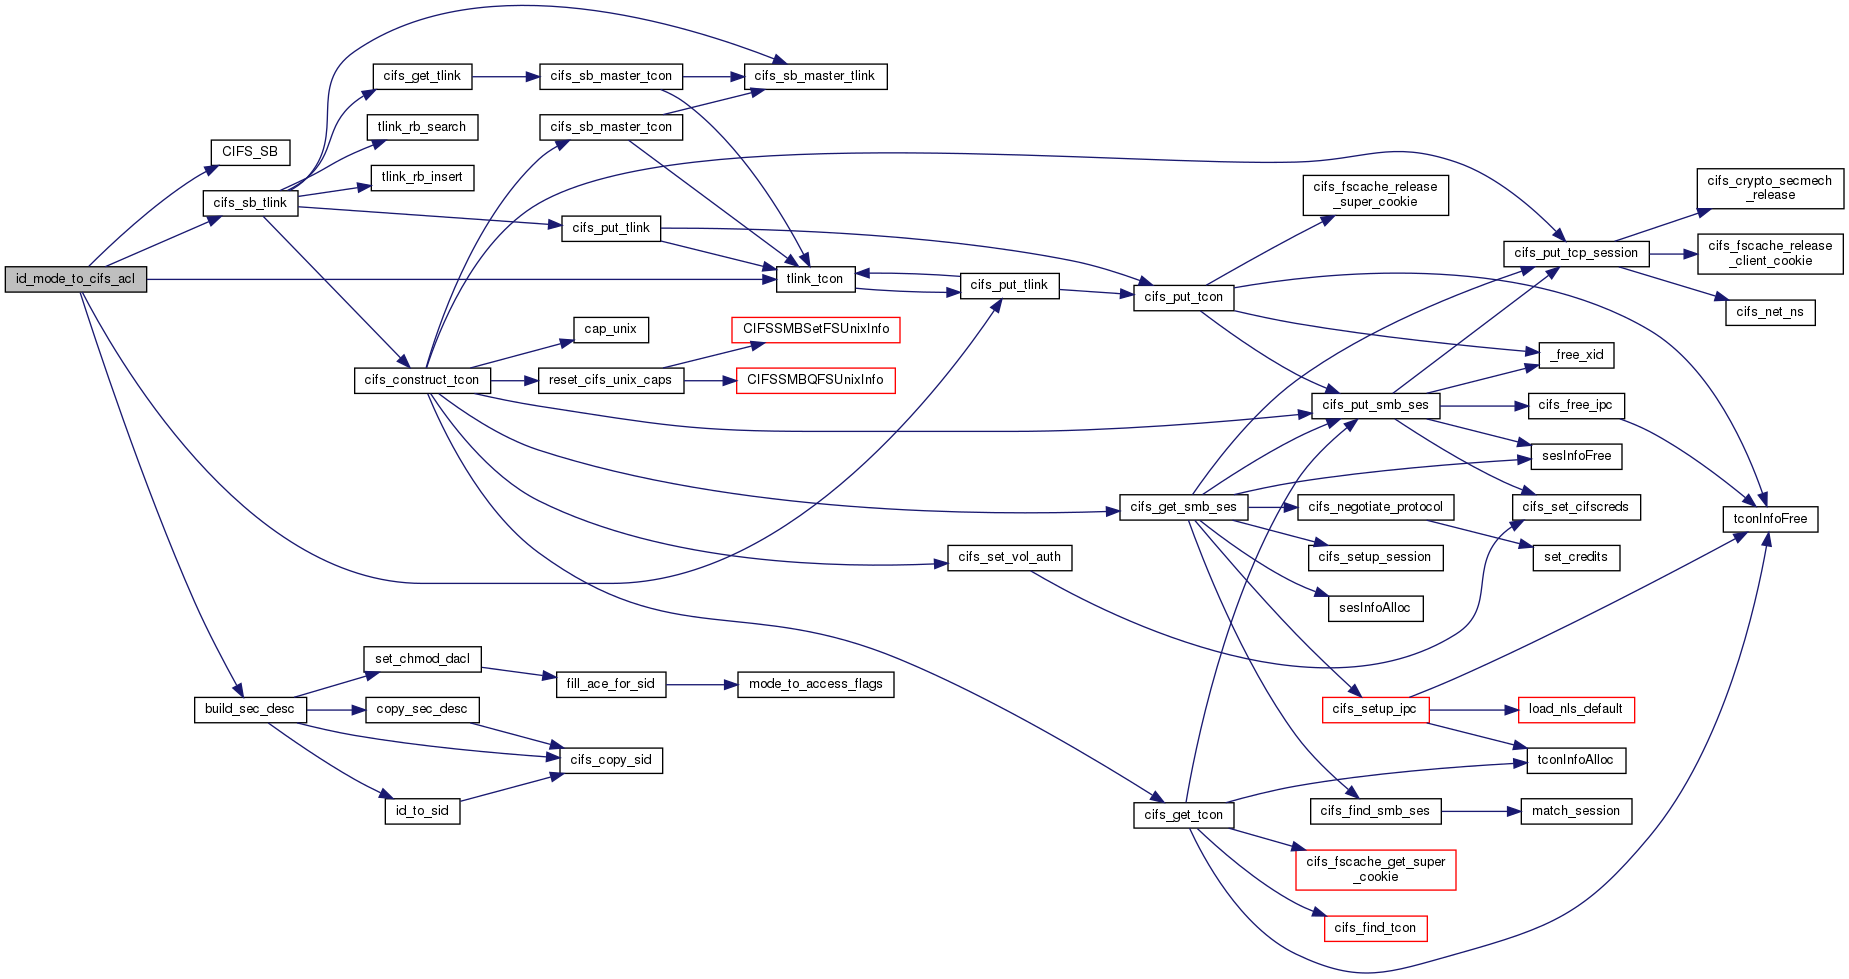 id_mode_to_cifs_acl
CIFS_SB
cifs_sb_tlink
build_sec_desc
cifs_get_tlink
tlink_rb_search
tlink_rb_insert
cifs_construct_tcon
set_chmod_dacl
copy_sec_desc
id_to_sid
cifs_sb_master_tcon
cifs_sb_master_tcon
cifs_put_tlink
cap_unix
reset_cifs_unix_caps
fill_ace_for_sid
cifs_copy_sid
cifs_sb_master_tlink
tlink_tcon
CIFSSMBSetFSUnixInfo
CIFSSMBQFSUnixInfo
mode_to_access_flags
cifs_put_tlink
cifs_set_vol_auth
cifs_put_tcon
cifs_get_smb_ses
cifs_get_tcon
cifs_fscache_release
_super_cookie
cifs_put_smb_ses
cifs_negotiate_protocol
cifs_setup_session
sesInfoAlloc
cifs_setup_ipc
cifs_find_smb_ses
cifs_fscache_get_super
_cookie
cifs_find_tcon
cifs_put_tcp_session
_free_xid
cifs_free_ipc
sesInfoFree
cifs_set_cifscreds
set_credits
load_nls_default
tconInfoAlloc
match_session
cifs_crypto_secmech
_release
cifs_fscache_release
_client_cookie
cifs_net_ns
tconInfoFree